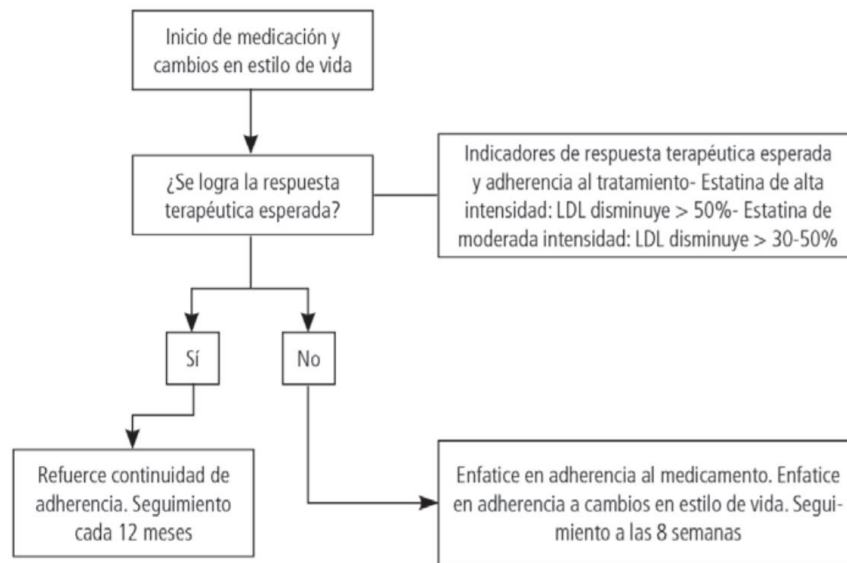 Inicio de medicación y
cambios en estilo de vida
¿Se logra la respuesta
terapéutica esperada?
Indicadores de respuesta terapéutica esperada
y adherencia al tratamiento- Estatina de alta
intensidad: LDL disminuye > 50%- Estatina de
moderada intensidad: LDL disminuye > 30-50%
Sí
No
Refuerce continuidad de
adherencia. Seguimiento
cada 12 meses
Enfatice en adherencia al medicamento. Enfatice
en adherencia a cambios en estilo de vida. Segui-
miento a las 8 semanas